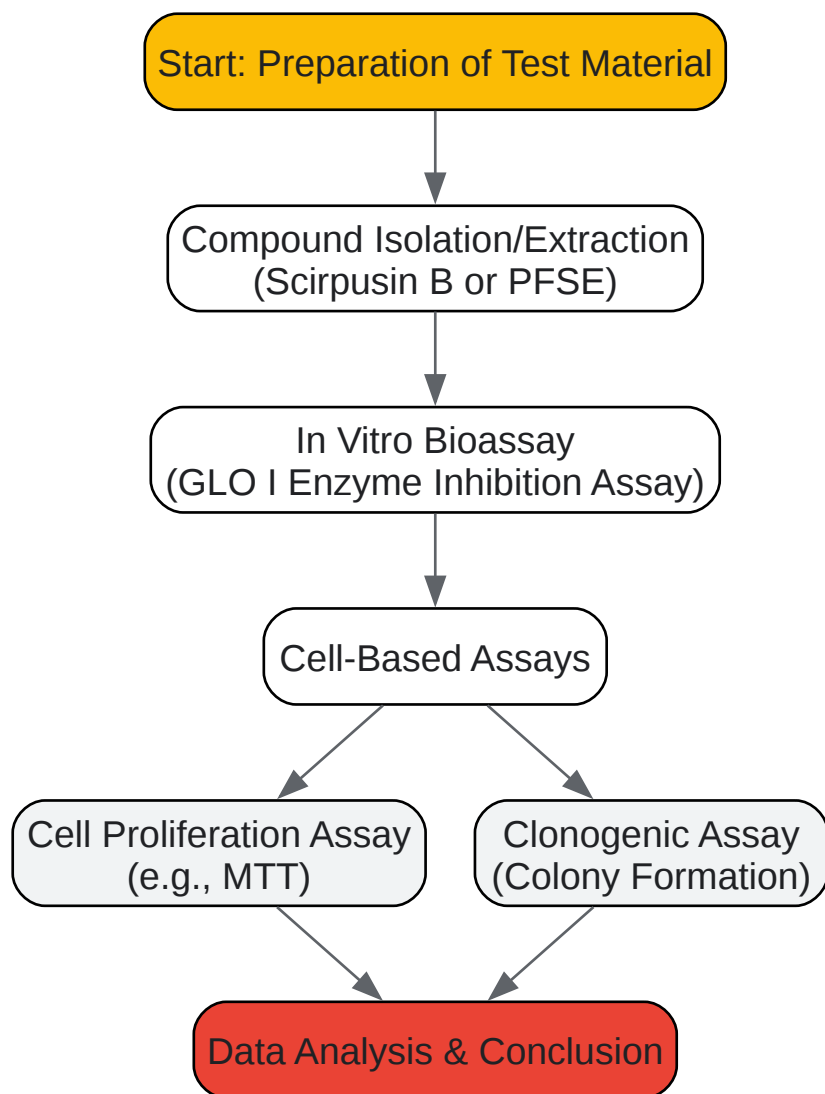 Start: Preparation of Test Material
Compound Isolation/Extraction
(Scirpusin B or PFSE)
In Vitro Bioassay
(GLO I Enzyme Inhibition Assay)
Cell-Based Assays
Cell Proliferation Assay
(e.g., MTT)
Clonogenic Assay
(Colony Formation)
Data Analysis & Conclusion